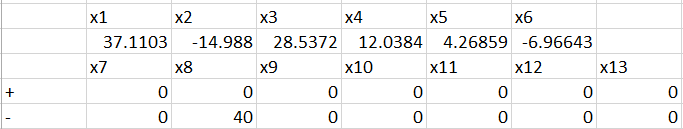 x1 x2 x3 x4 x5 x6
37.1103 -14.988 28.5372 12.0384 4.26859 -6.96643
x7 x8 x9 x10 x11 x12 x13
+ 0 0 0 0 0 0 0
- 0 40 0 0 0 0 0